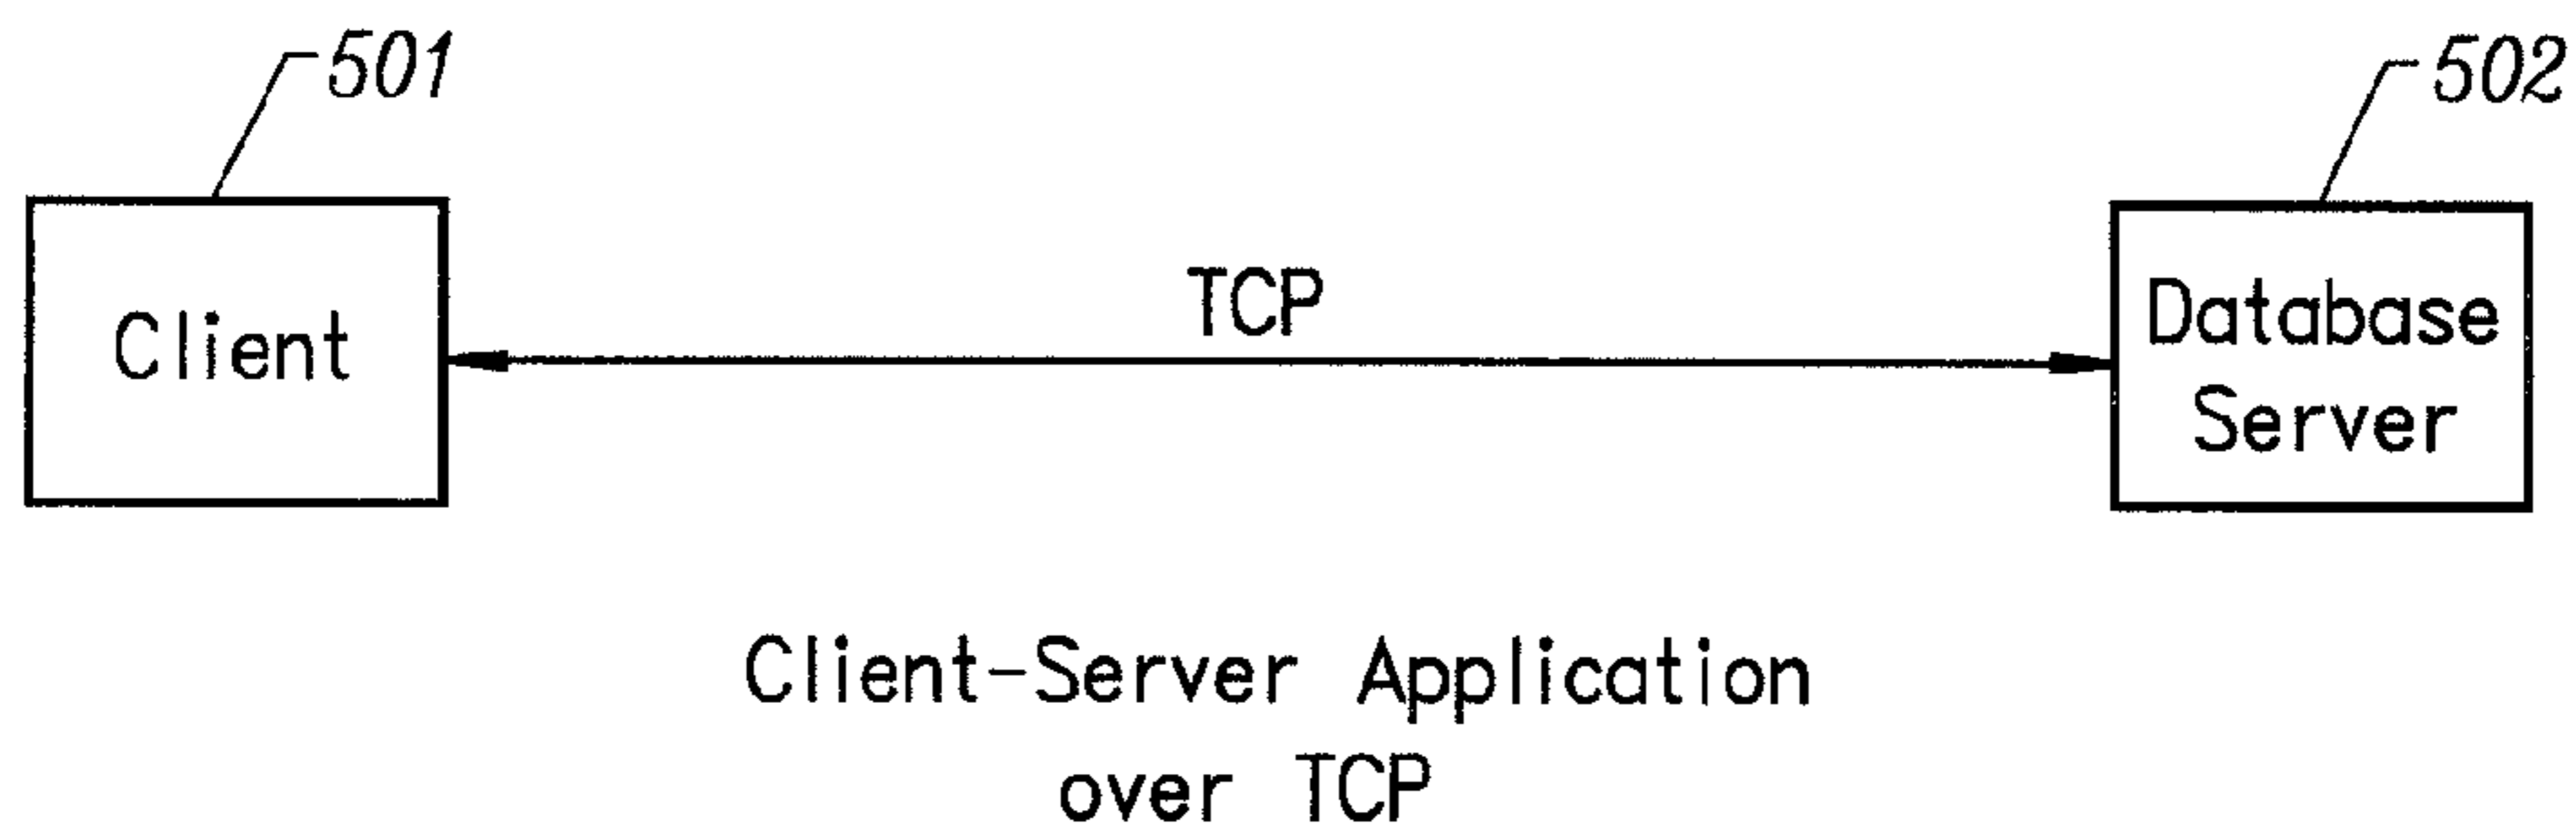 501
502
Client
TCP
Database
Server
Client-Server Application
over TCP